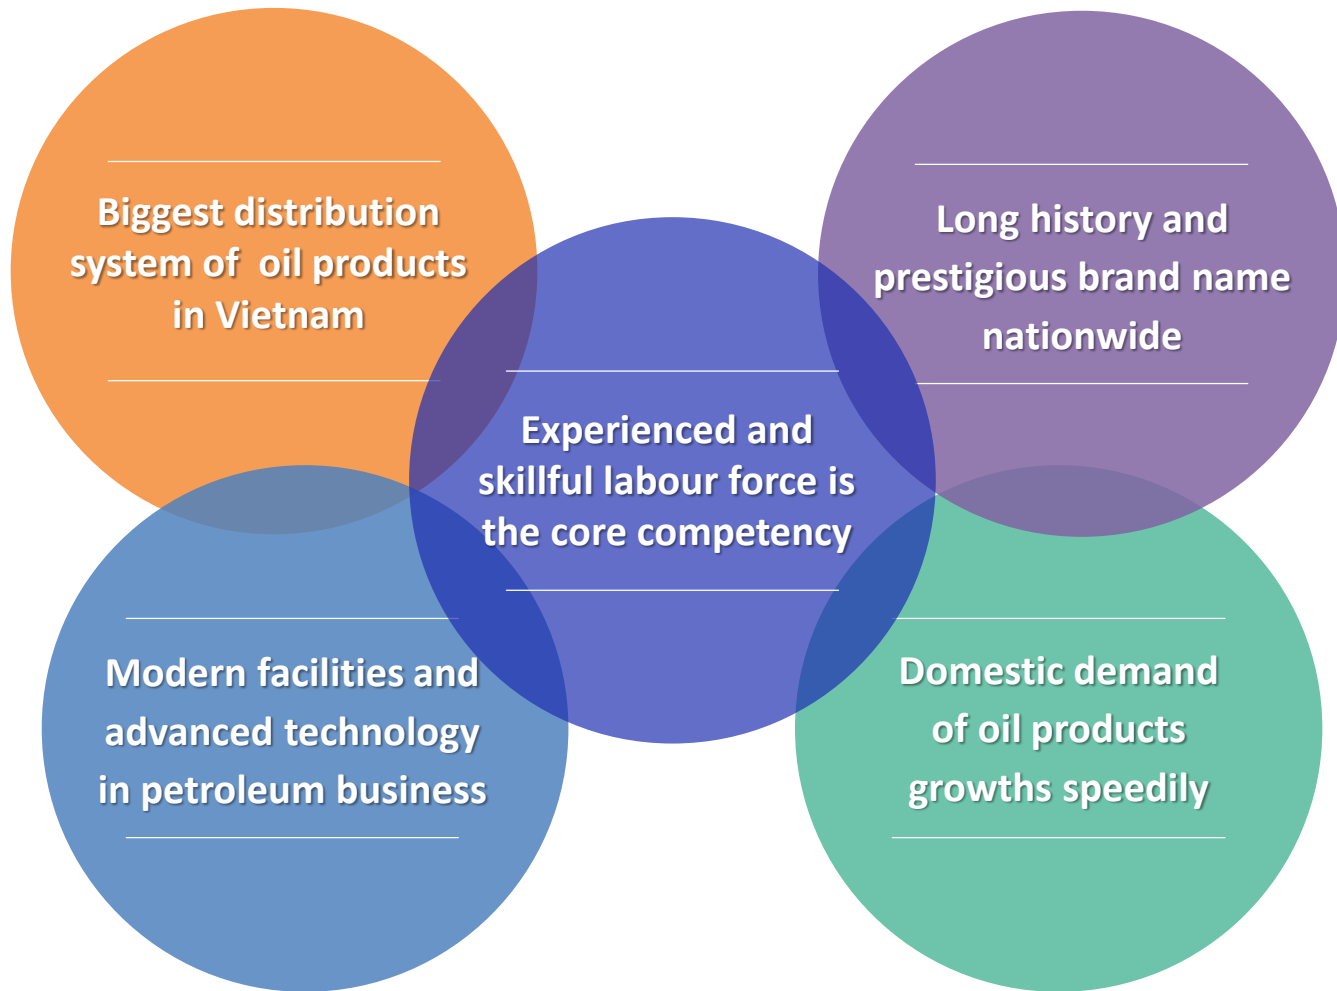 Biggest distribution
system of oil products
in Vietnam
Long history and
prestigious brand name
nationwide
Experienced and
skillful labour force is
the core competency
Modern facilities and
advanced technology
in petroleum business
Domestic demand
of oil products
growths speedily